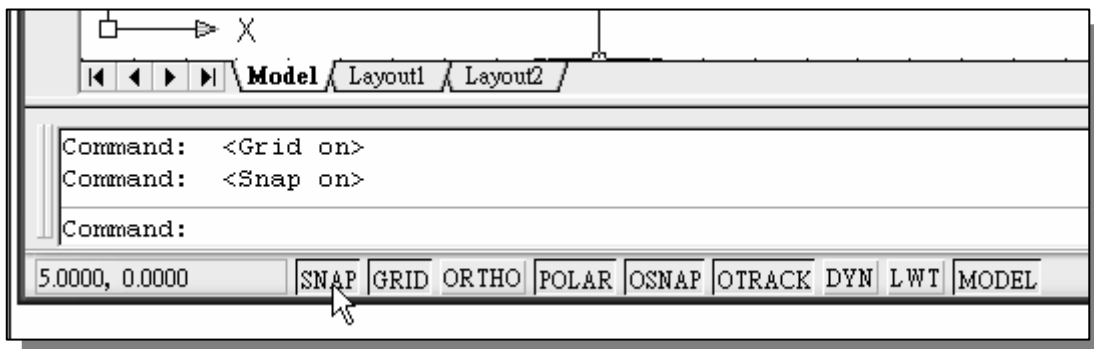 X
Model Layout1 Layout2
Command: <Grid on>
Command: <Snap on>
Command:
5.0000, 0.0000 SNAP GRID ORTHO POLAR OSNAP OTRACK DYN LWT MODEL